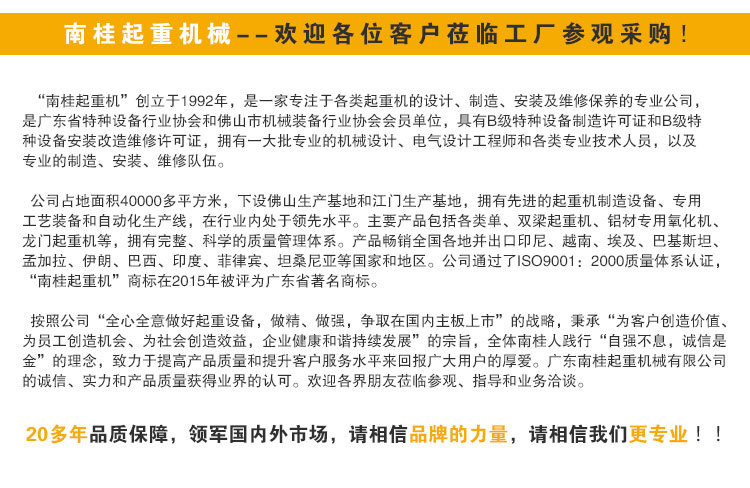 南桂起重机械--欢迎各位客户莅临工厂参观采购！
“南桂起重机”创立于1992年，是一家专注于各类起重机的设计、制造、安装及维修保养的专业公司，
是广东省特种设备行业协会和佛山市机械装备行业协会会员单位，具有B级特种设备制造许可证和B级特
种设备安装改造维修许可证，拥有一大批专业的机械设计、电气设计工程师和各类专业技术人员，以及
专业的制造、安装、维修队伍。
公司占地面积40000多平方米，下设佛山生产基地和江门生产基地，拥有先进的起重机制造设备、专用
工艺装备和自动化生产线，在行业内处于领先水平。主要产品包括各类单、双梁起重机、铝材专用氧化机、
龙门起重机等，拥有完整、科学的质量管理体系。产品畅销全国各地并出口印尼、越南、埃及、巴基斯坦、
孟加拉、伊朗、巴西、印度、菲律宾、坦桑尼亚等国家和地区。公司通过了ISO9001：2000质量体系认证，
“南桂起重机”商标在2015年被评为广东省著名商标。
按照公司“全心全意做好起重设备，做精、做强，争取在国内主板上市”的战略，秉承“为客户创造价值、
为员工创造机会、为社会创造效益，企业健康和谐持续发展”的宗旨，全体南桂人践行“自强不息，诚信是
金”的理念，致力于提高产品质量和提升客户服务水平来回报广大用户的厚爱。广东南桂起重机械有限公司
的诚信、实力和产品质量获得业界的认可。欢迎各界朋友莅临参观、指导和业务洽谈。
20多年品质保障，领军国内外市场，请相信品牌的力量，请相信我们更专业！！